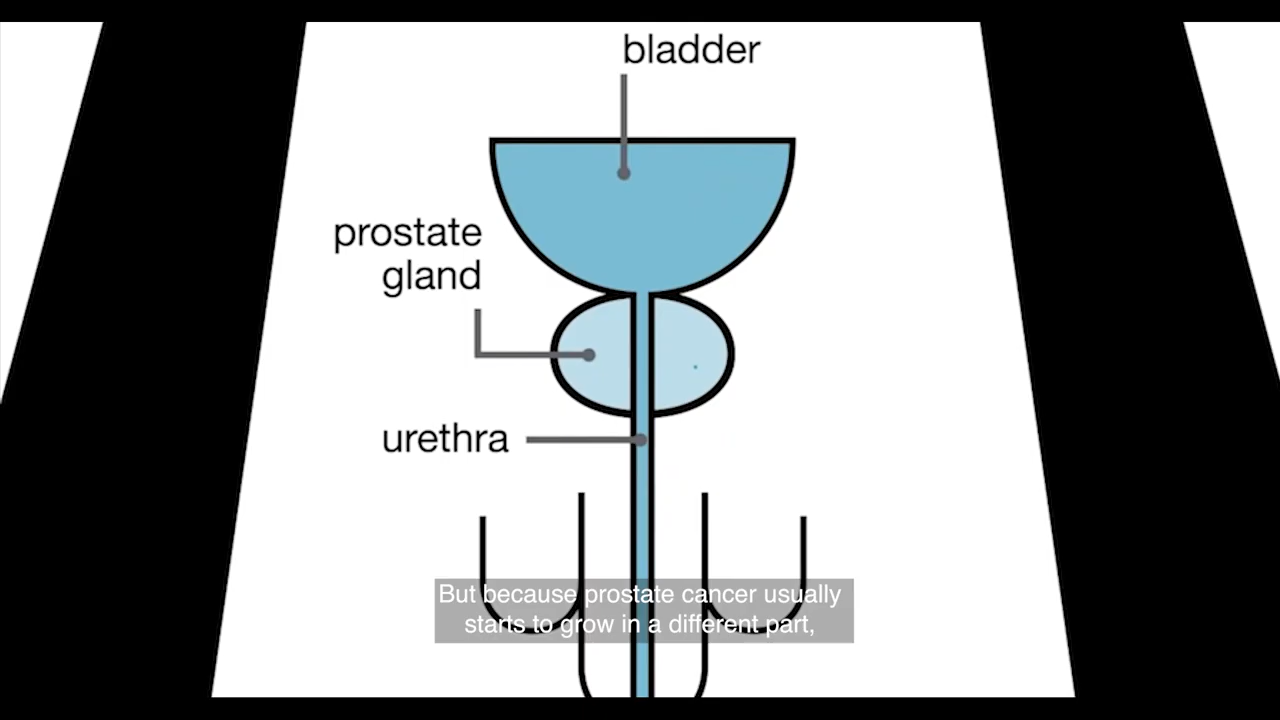 bladder
prostate
gland
urethra
But because prostate cancer usually
starts to grow in a different part,